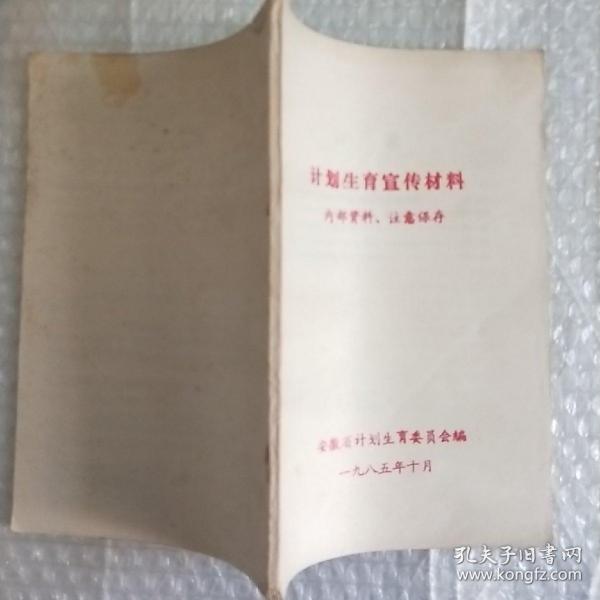 计划生育宣传材料
内部资料、注意保存
安徽省计划生育委员会编
一九八五年十月
孔夫子旧书网
www.kongfz.com